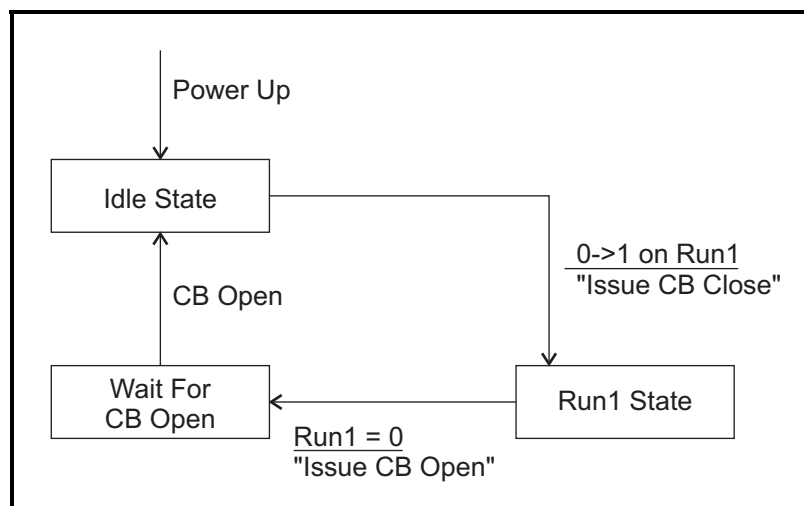 Power Up
Idle State
0->1 on Run1
"Issue CB Close"
CB Open
Wait For
CB Open
Run1 State
Run1 = 0
"Issue CB Open"